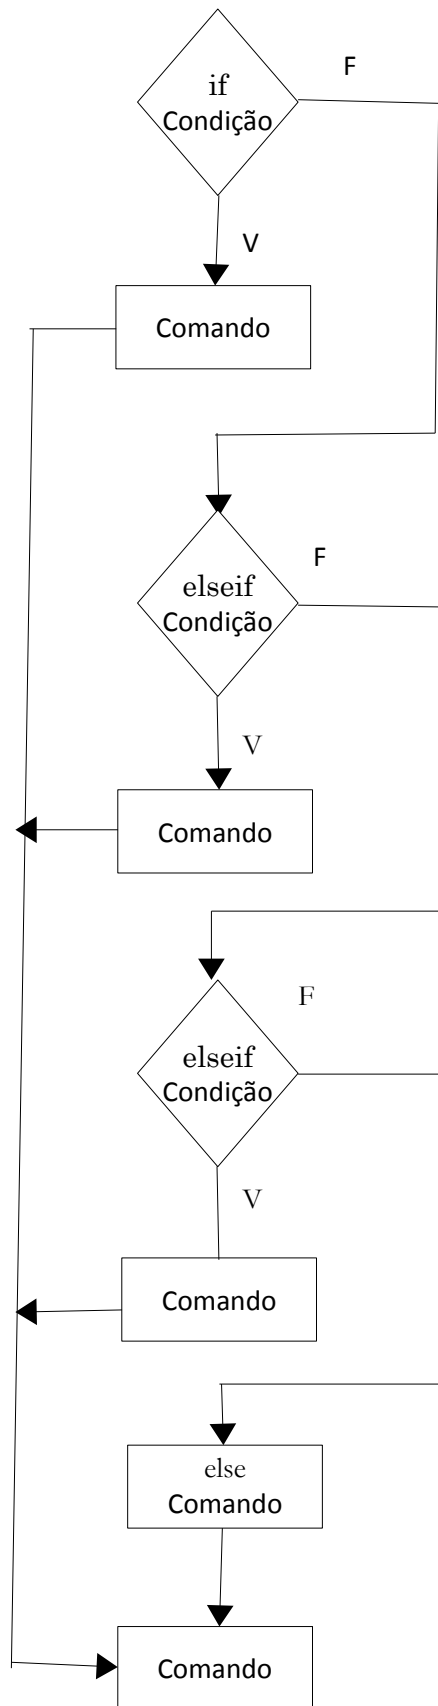 if
Condição
F
V
Comando
elseif
Condição
F
V
Comando
F
elseif
Condição
V
Comando
else
Comando
Comando